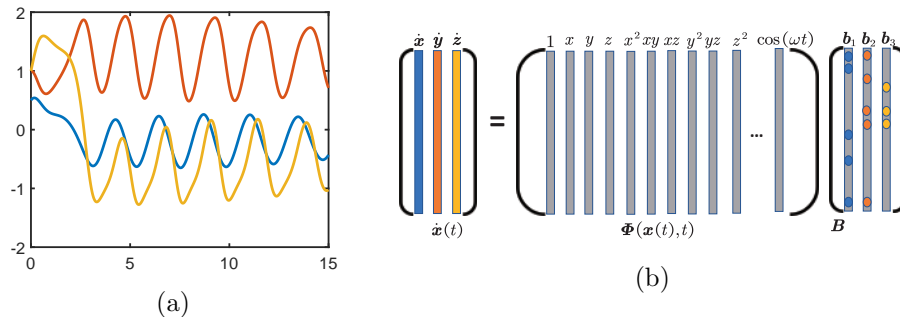 2
1
0
-1
-2
0 5 10 15
(a)
ẋ ẏ ż
=
1 x y z x² xy xz y² yz z² cos(ωt)
...
b₁ b₂ b₃
ẋ(t)
Φ(x(t),t)
B
(b)